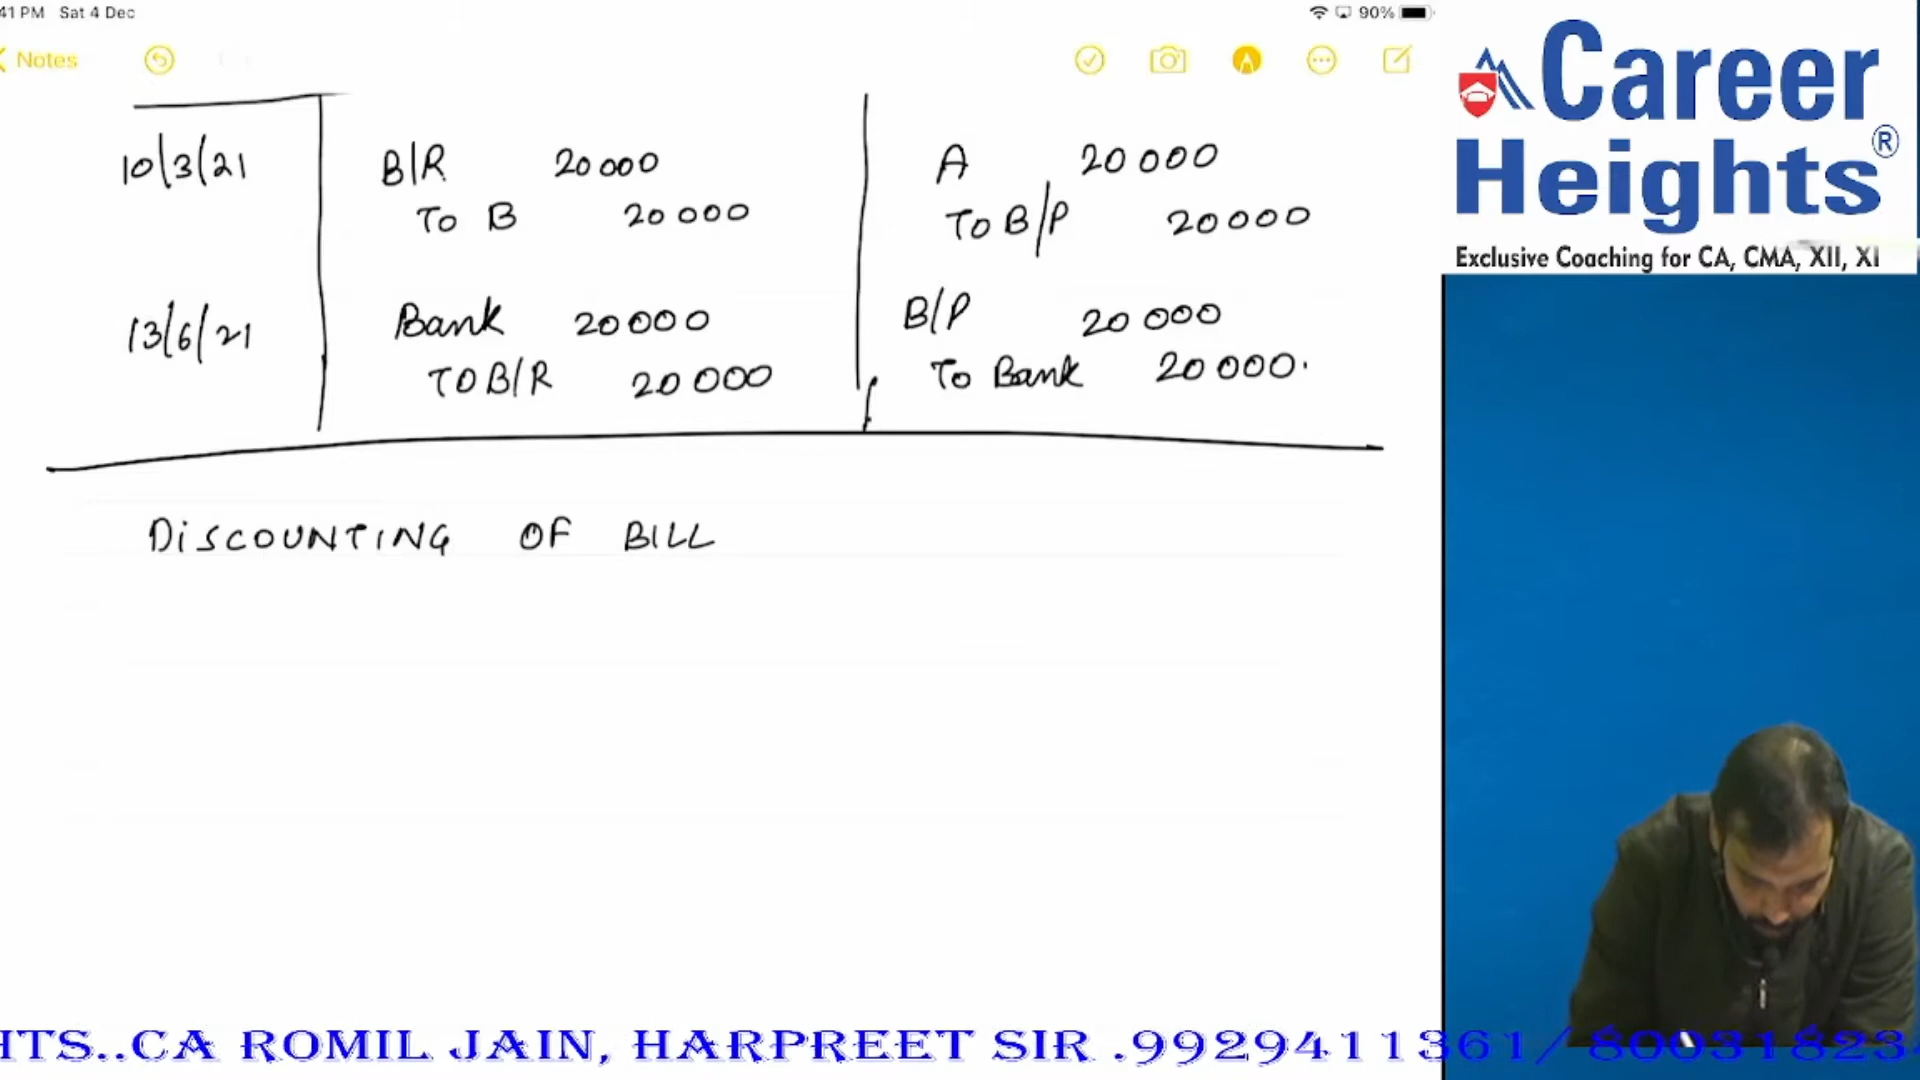 41 PM Sat 4 Dec
90%
Notes
10/3/21 B/R 20000 A 20000
To B 20000 To B/P 20000
13/6/21 Bank 20000 B/P 20000
To B/R 20000 To Bank 20000.
DISCOUNTING OF BILL
Career
Heights®
Exclusive Coaching for CA, CMA, XII, XI
HTS..CA ROMIL JAIN, HARPREET SIR .9929411361/ 80031823